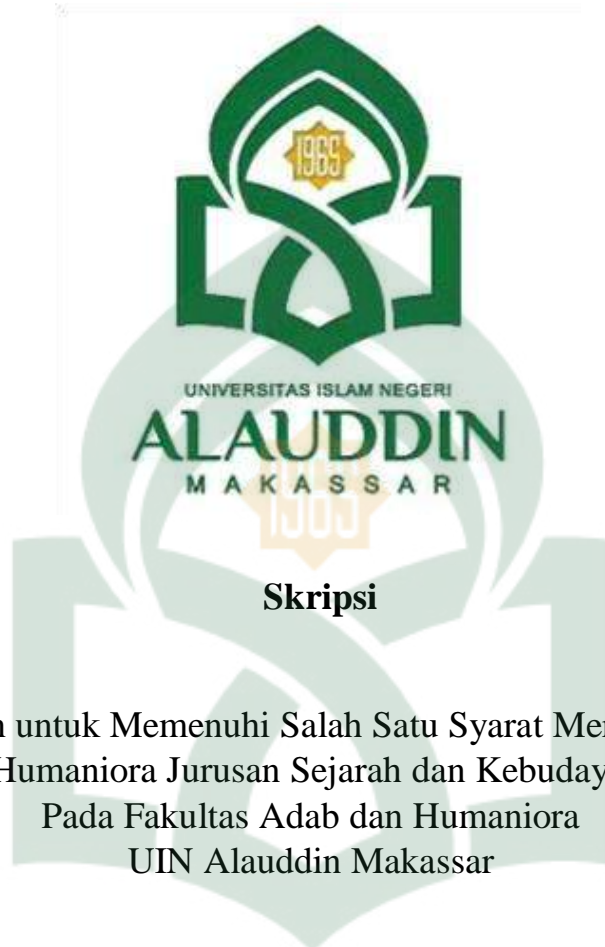 1965
UNIVERSITAS ISLAM NEGERI
ALAUDDIN
MAKASSAR
1965
Skripsi
untuk Memenuhi Salah Satu Syarat
Humaniora Jurusan Sejarah dan
Pada Fakultas Adab dan Humaniora
UIN Alauddin Makassar